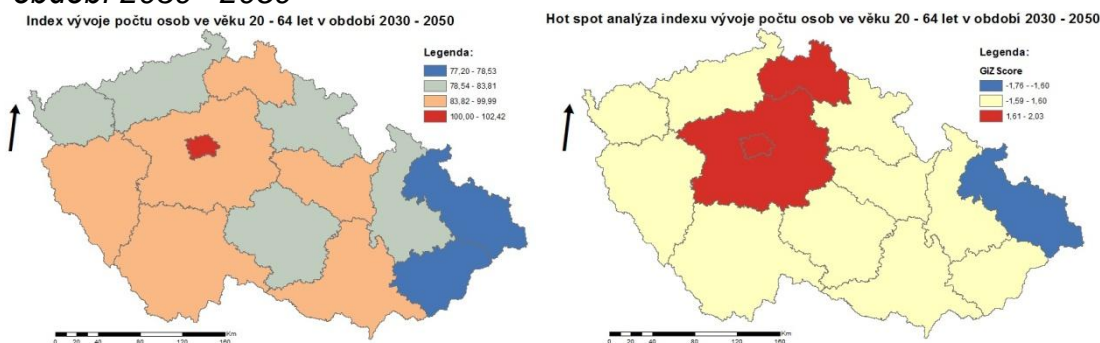 období 2030 - 2050
Index vývoje počtu osob ve věku 20 - 64 let v období 2030 - 2050
Legenda:
77,20 - 78,53
78,54 - 83,81
83,82 - 99,99
100,00 - 102,42
Km
0 20 40 80 120 160
Hot spot analýza indexu vývoje počtu osob ve věku 20 - 64 let v období 2030 - 2050
Legenda:
GiZ Score
-1,76 - -1,60
-1,59 - 1,60
1,61 - 2,03
Km
0 20 40 80 120 160